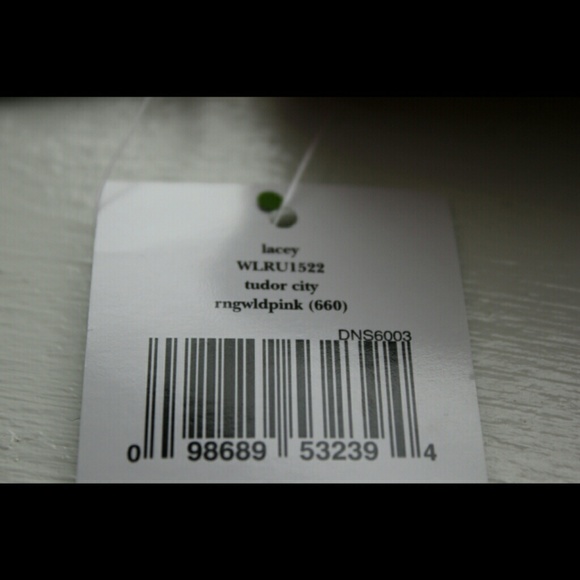 lacey
WLRU1522
tudor city
rngwldpink (660)
DNS6003
0 98689 53239 4